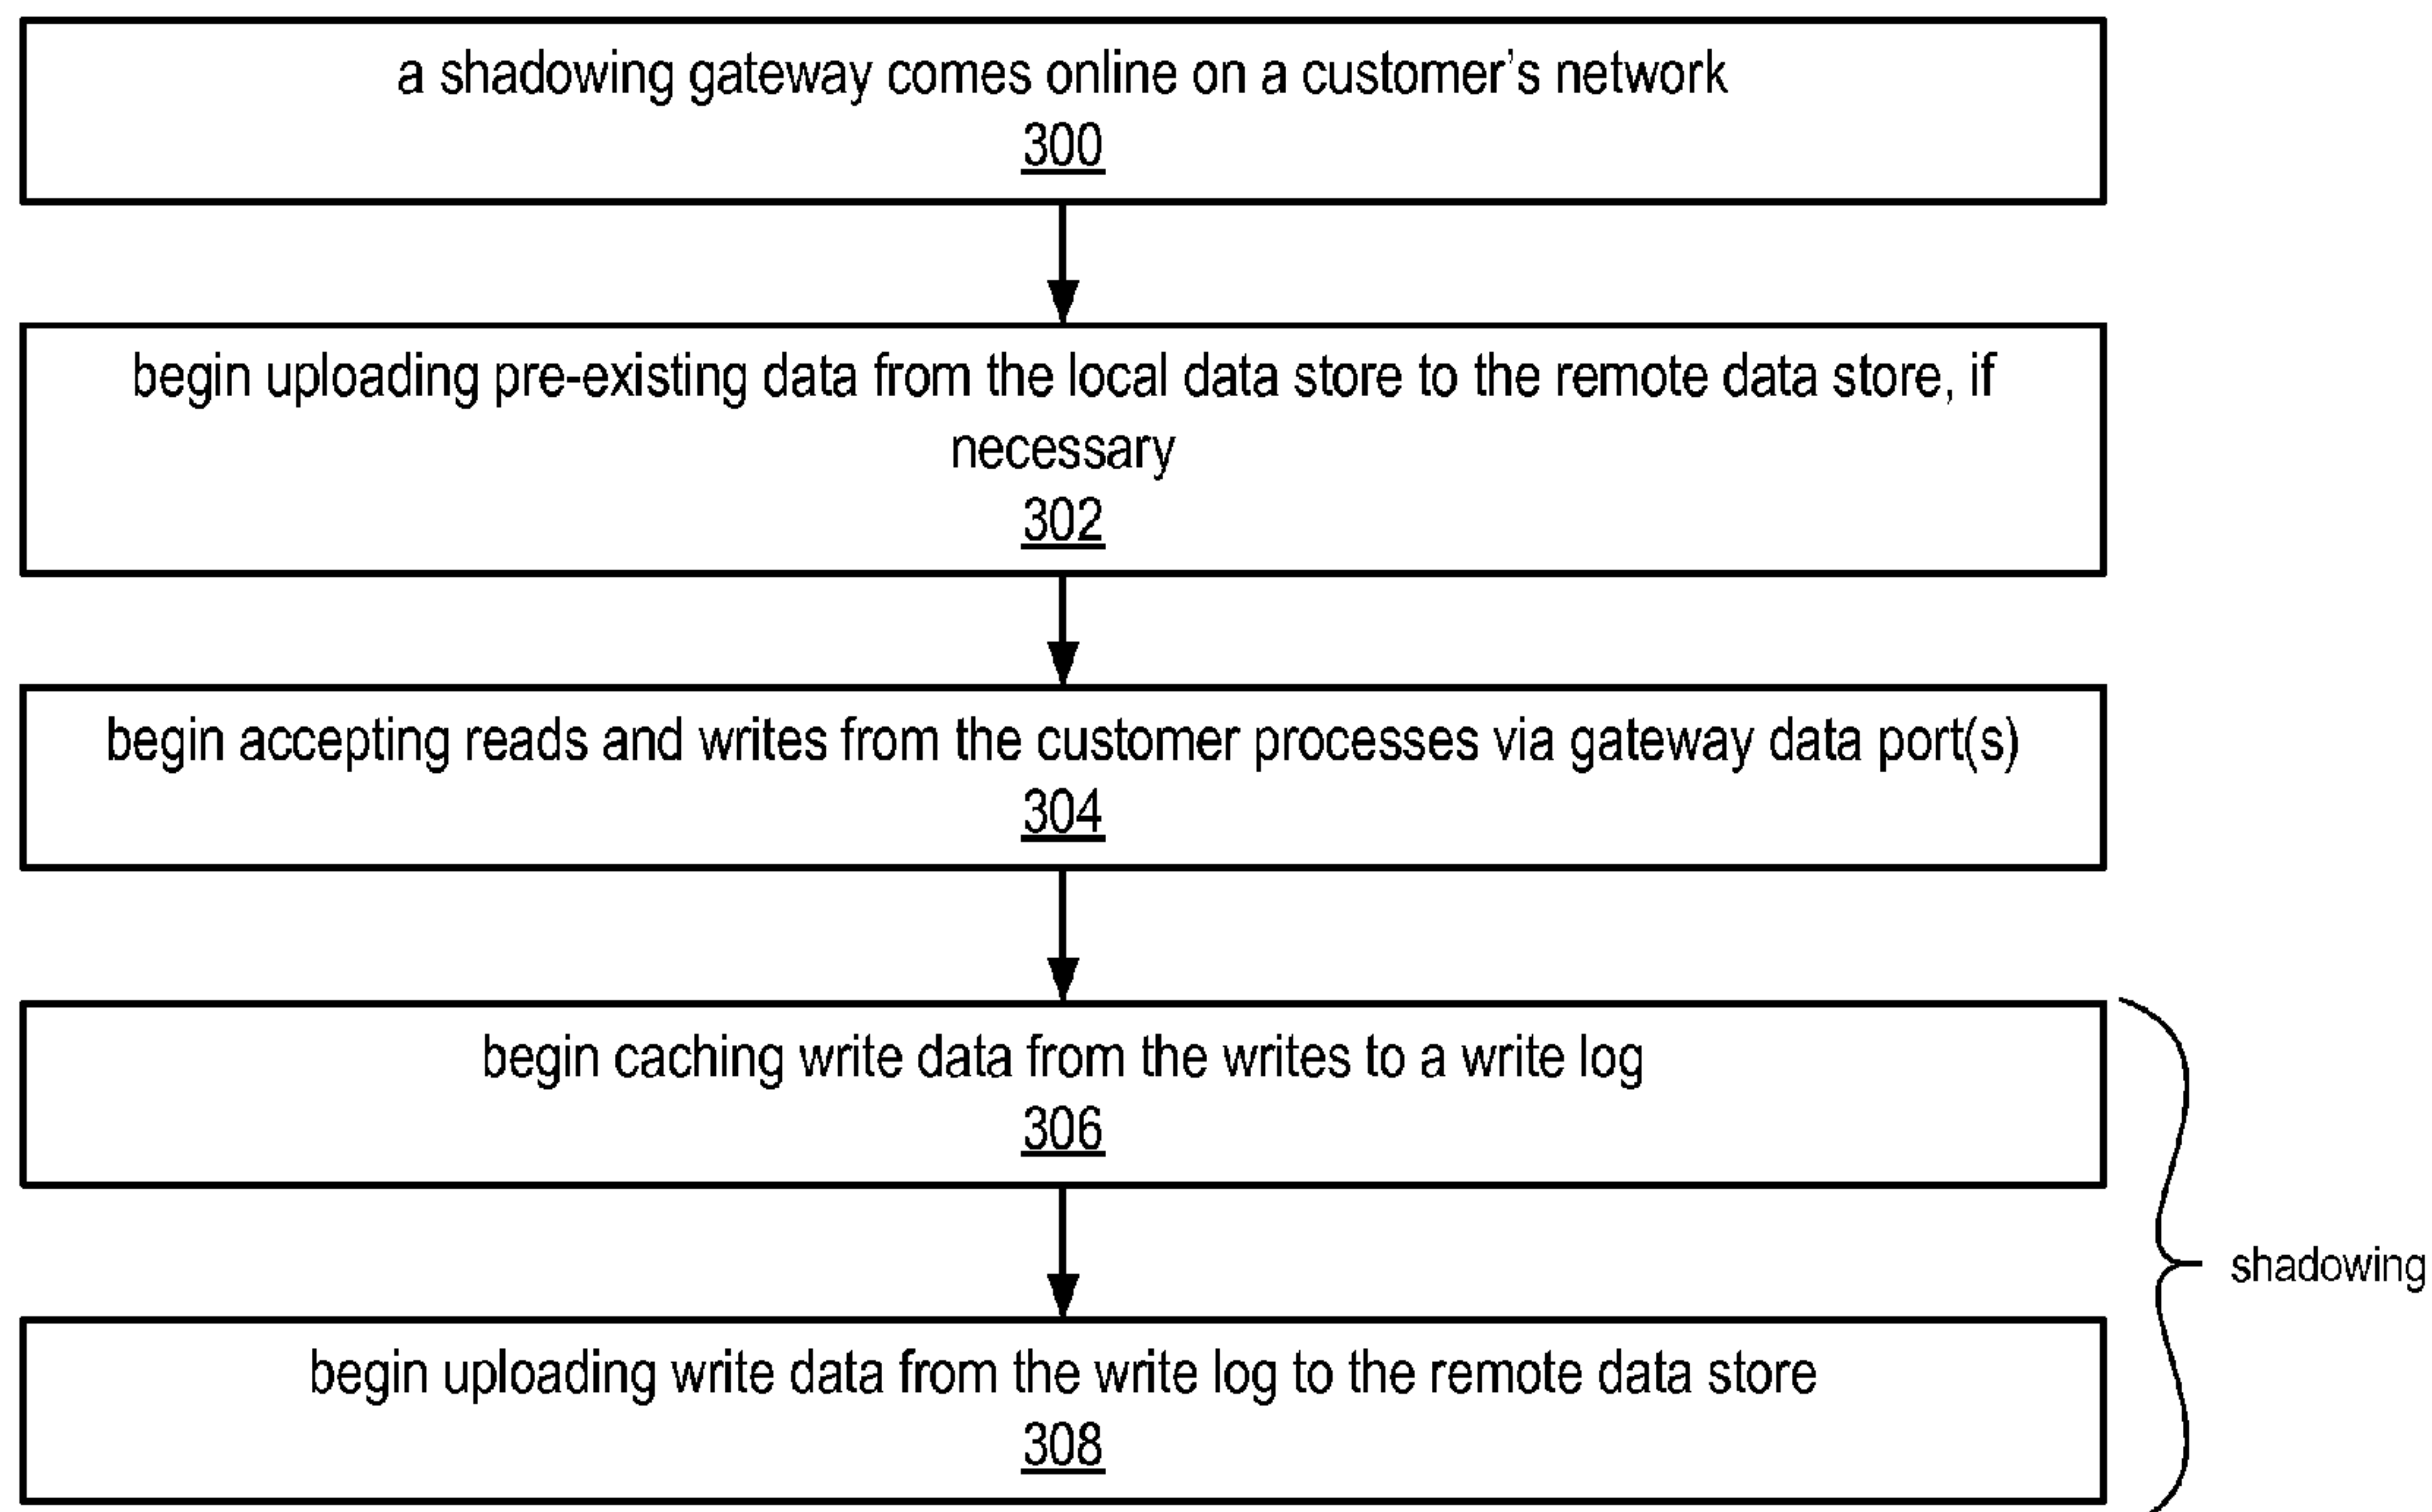 a shadowing gateway comes online on a customer's network
300
begin uploading pre-existing data from the local data store to the remote data store, if
necessary
302
begin accepting reads and writes from the customer processes via gateway data port(s)
304
begin caching write data from the writes to a write log
306
shadowing
begin uploading write data from the write log to the remote data store
308